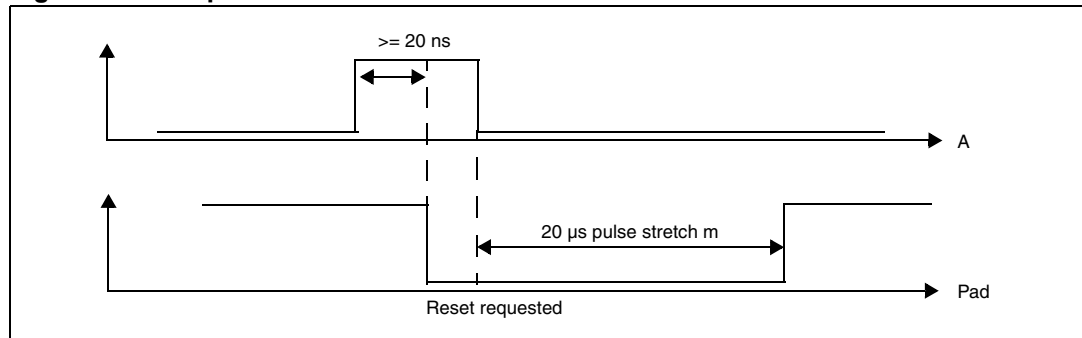 >= 20 ns
A
20 µs pulse stretch m
Pad
Reset requested